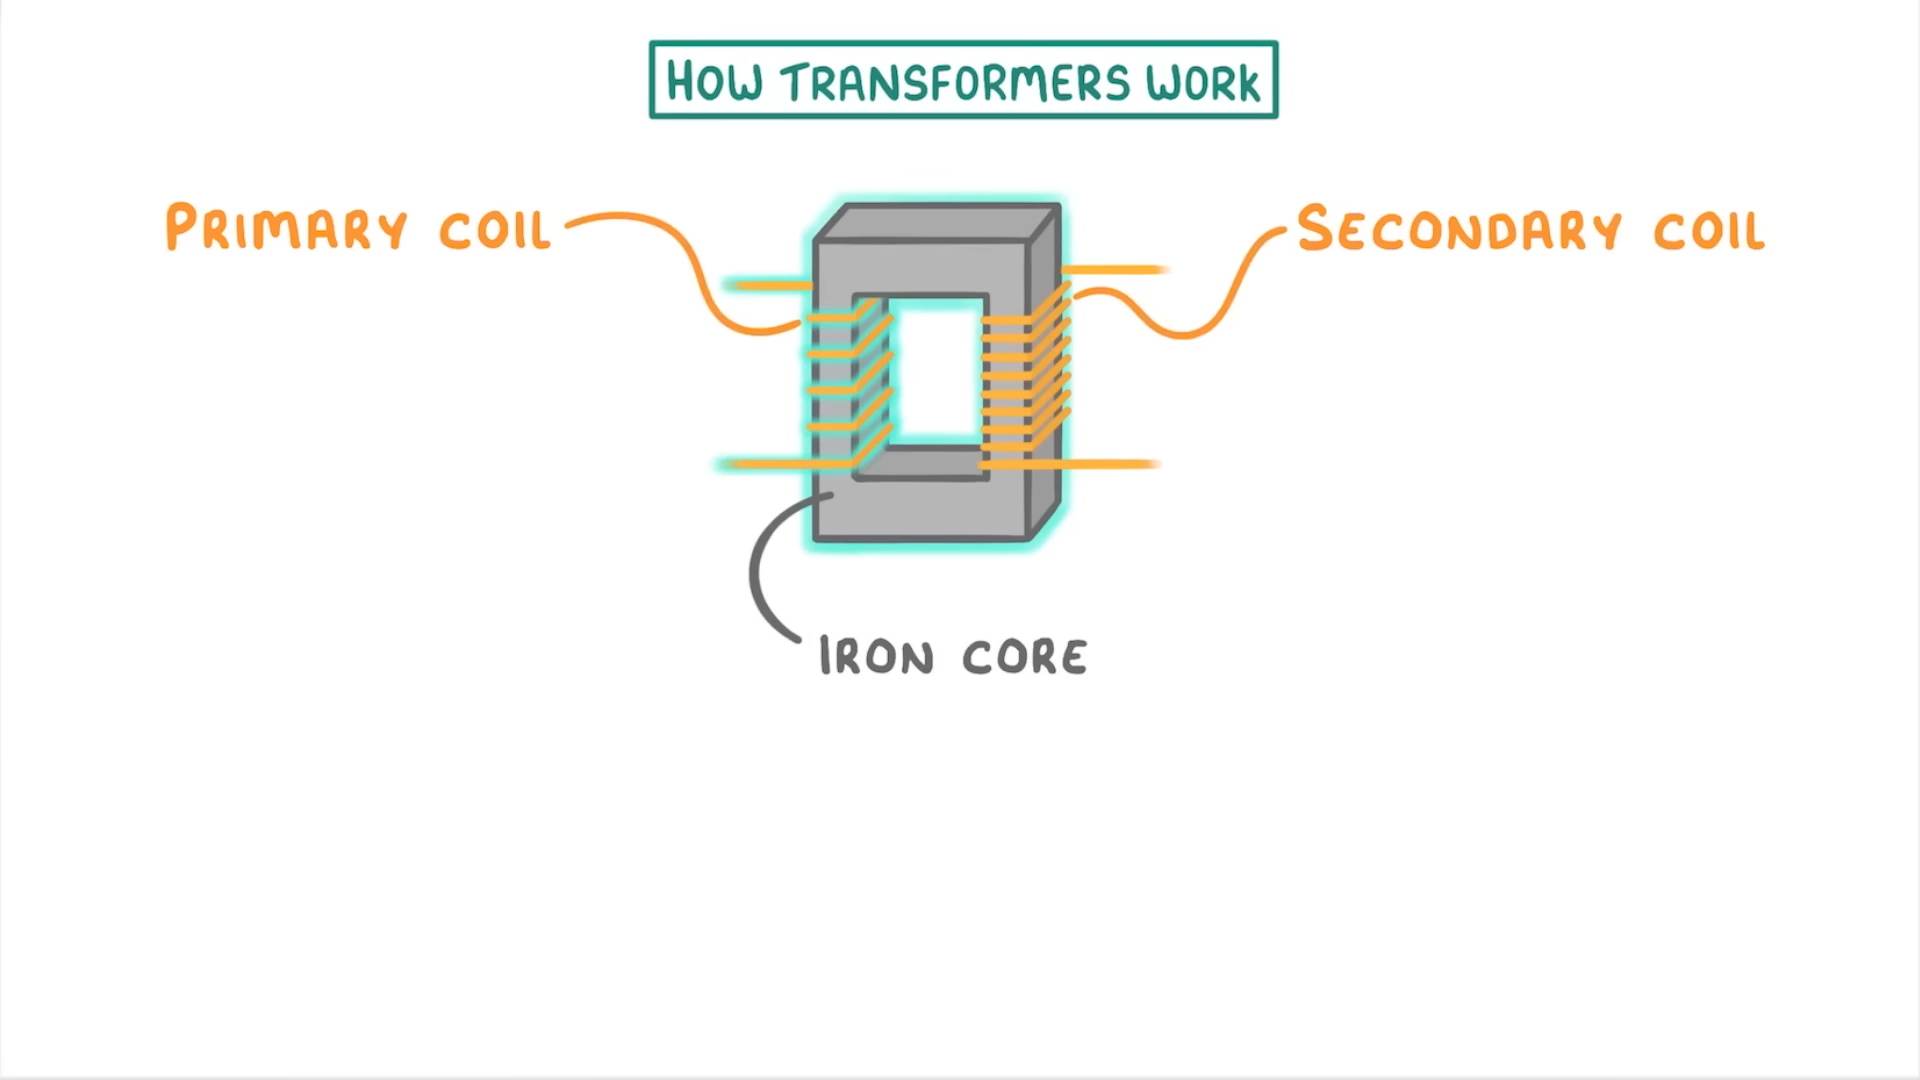 HOW TRANSFORMERS WORK
PRIMARY COIL
SECONDARY COIL
IRON CORE